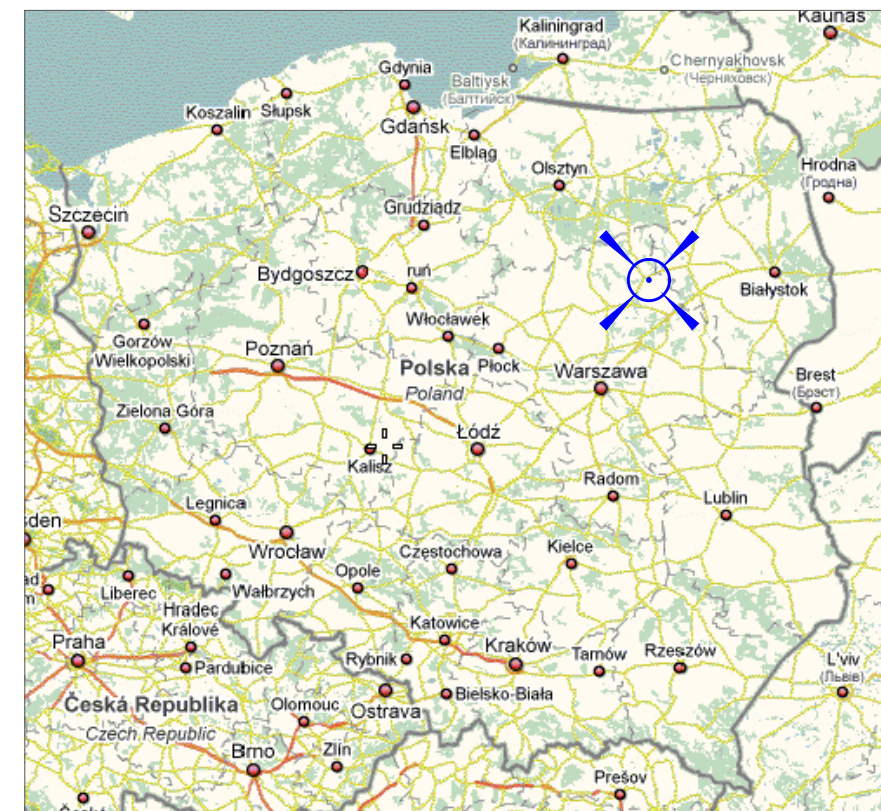 Kaunas
Kaliningrad
(Калининград)
Chernyakhovsk
(Черняховск)
Gdynia
Baltiysk
(Балтийск)
Koszalin
Słupsk
Gdańsk
Elbląg
Olsztyn
Hrodna
(Гродна)
Szczecin
Grudziądz
Bydgoszcz
ruń
Białystok
Gorzów
Wielkopolski
Włocławek
Poznań
Polska
Poland
Płock
Warszawa
Brest
(Брэст)
Zielona Góra
Łódź
Kalisz
Radom
Lublin
Legnica
sden
Wrocław
Częstochowa
Kielce
Opole
ad
m
Liberec
Wałbrzych
Hradec
Králové
Katowice
Praha
Kraków
Pardubice
Rybnik
Tarnów
Rzeszów
L'viv
(Львів)
Česká Republika
Czech Republic
Olomouc
Ostrava
Bielsko-Biała
Brno
Zlín
Prešov